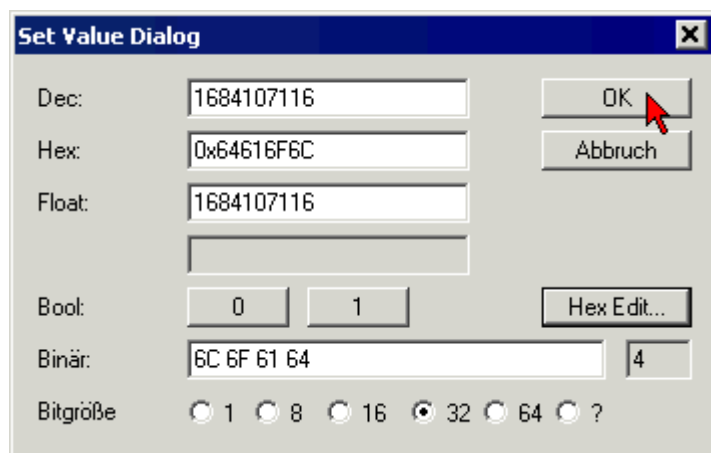 Set Value Dialog
Dec: 1684107116 OK
Hex: 0x64616F6C Abbruch
Float: 1684107116
Bool: 0 1 Hex Edit...
Binär: 6C 6F 61 64 4
Bitgröße 1 8 16 32 64 ?